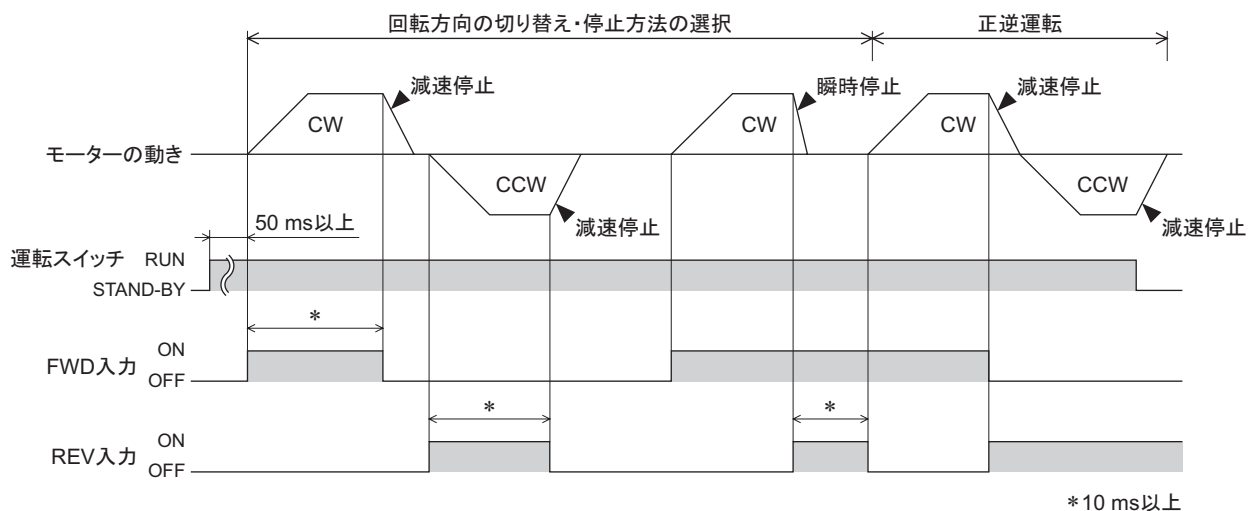 回転方向の切り替え・停止方法の選択
正逆運転
減速停止
瞬時停止
減速停止
CW
CW
CW
モーターの動き
CCW
CCW
50 ms以上
減速停止
減速停止
運転スイッチ RUN
STAND-BY
*
ON
FWD入力
OFF
*
*
ON
REV入力
OFF
*10 ms以上